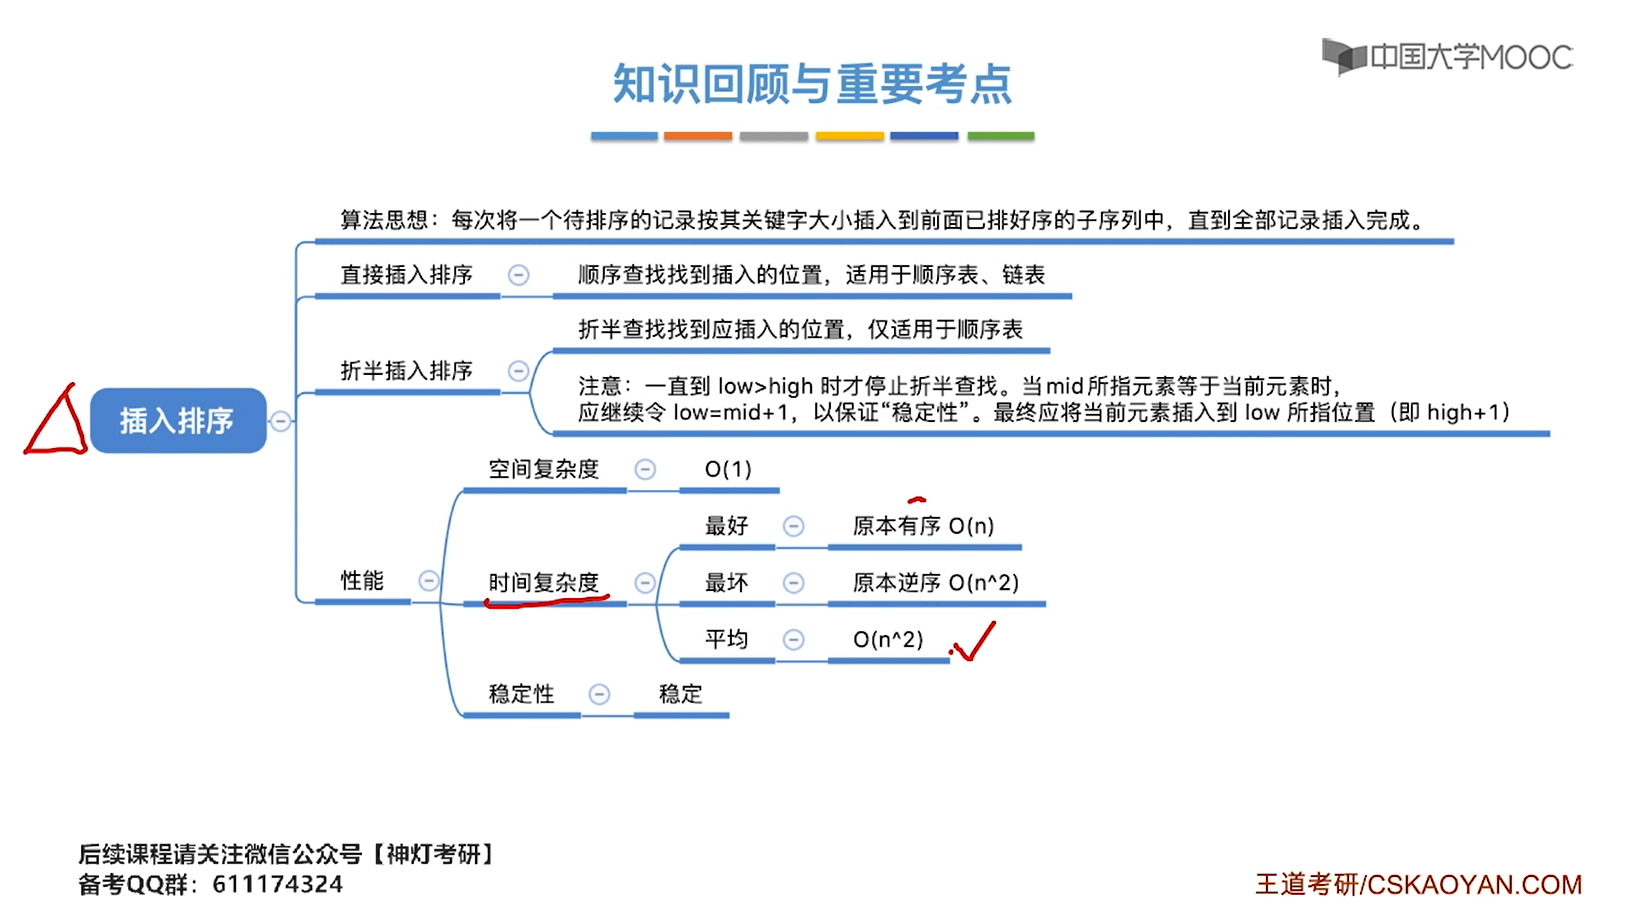 中国大学MOOC
知识回顾与重要考点
算法思想：每次将一个待排序的记录按其关键字大小插入到前面已排好序的子序列中，直到全部记录插入完成。
直接插入排序
顺序查找找到插入的位置，适用于顺序表、链表
折半插入排序
折半查找找到应插入的位置，仅适用于顺序表
注意：一直到 low>high 时才停止折半查找。当mid所指元素等于当前元素时，
应继续令 low=mid+1，以保证“稳定性”。最终应将当前元素插入到 low 所指位置（即 high+1）
插入排序
性能
空间复杂度
O(1)
时间复杂度
最好
原本有序 O(n)
最坏
原本逆序 O(n^2)
平均
O(n^2)
稳定性
稳定
后续课程请关注微信公众号【神灯考研】
备考QQ群：611174324
王道考研/CSKAOYAN.COM